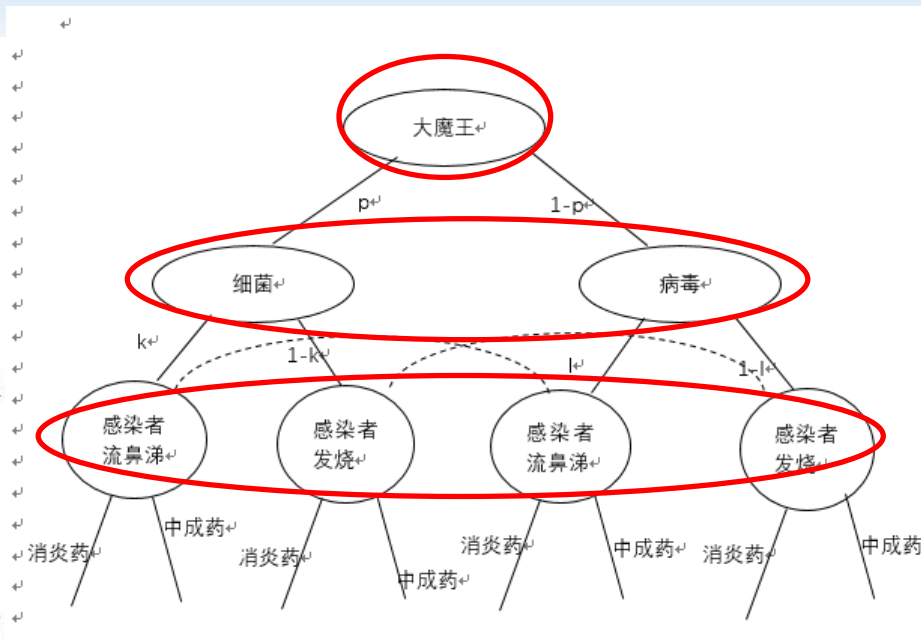 大魔王
p
1-p
细菌
病毒
k
1-k
l
1-l
感染者
流鼻涕
感染者
发烧
感染者
流鼻涕
感染者
发烧
消炎药
中成药
消炎药
中成药
消炎药
中成药
消炎药
中成药